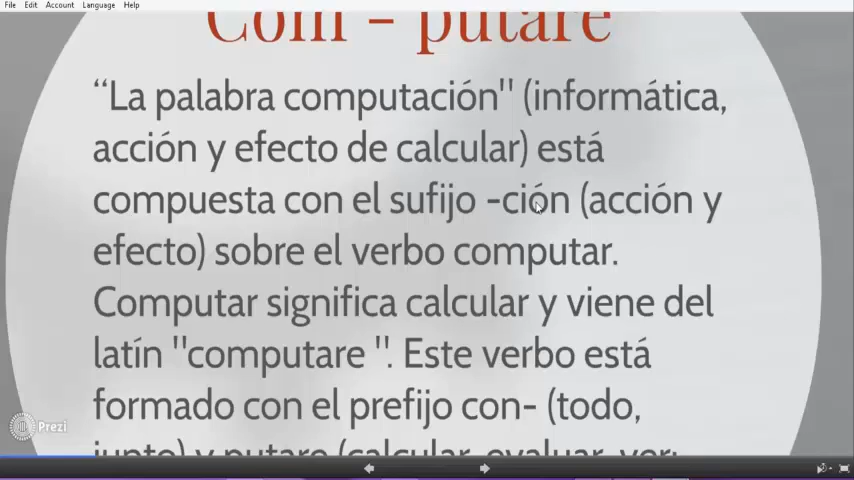 File Edit Account Language Help
Com - putare
“La palabra computación" (informática,
acción y efecto de calcular) está
compuesta con el sufijo -ción (acción y
efecto) sobre el verbo computar.
Computar significa calcular y viene del
latín "computare ". Este verbo está
formado con el prefijo con- (todo,
junto) y putare (calcular, evaluar, ver:
Prezi